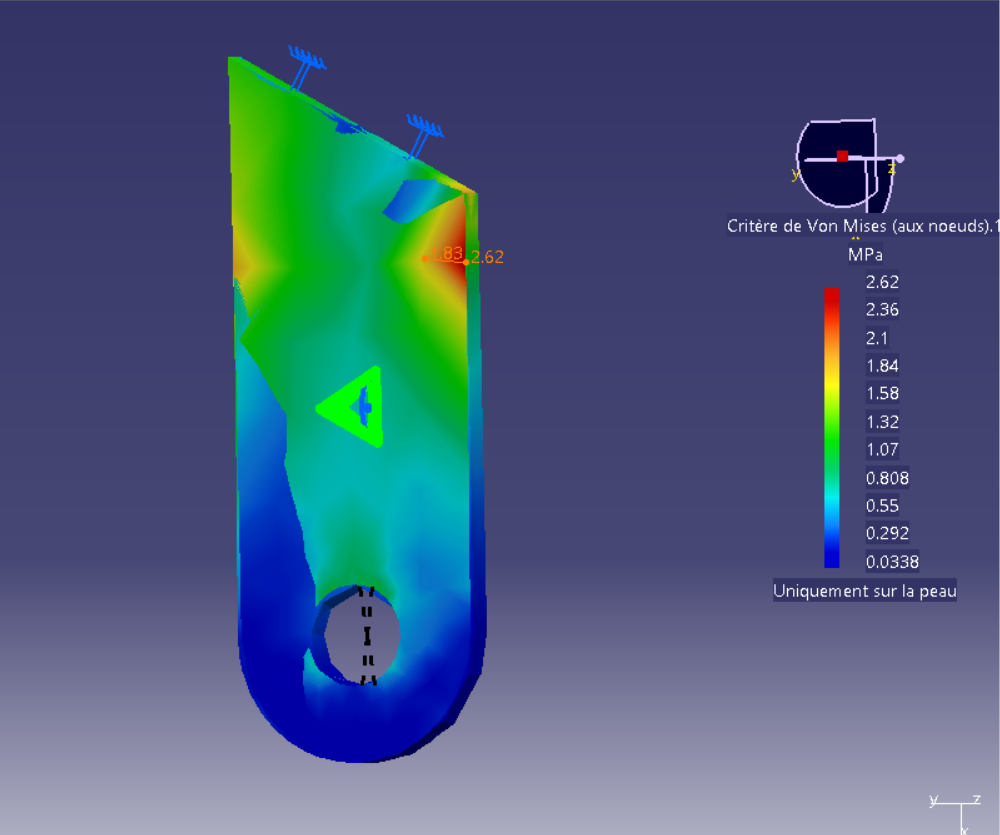 y
z
Critère de Von Mises (aux noeuds).1
MPa
.83
2.62
2.62
2.36
2.1
1.84
1.58
1.32
1.07
0.808
0.55
0.292
0.0338
Uniquement sur la peau
y
z
x